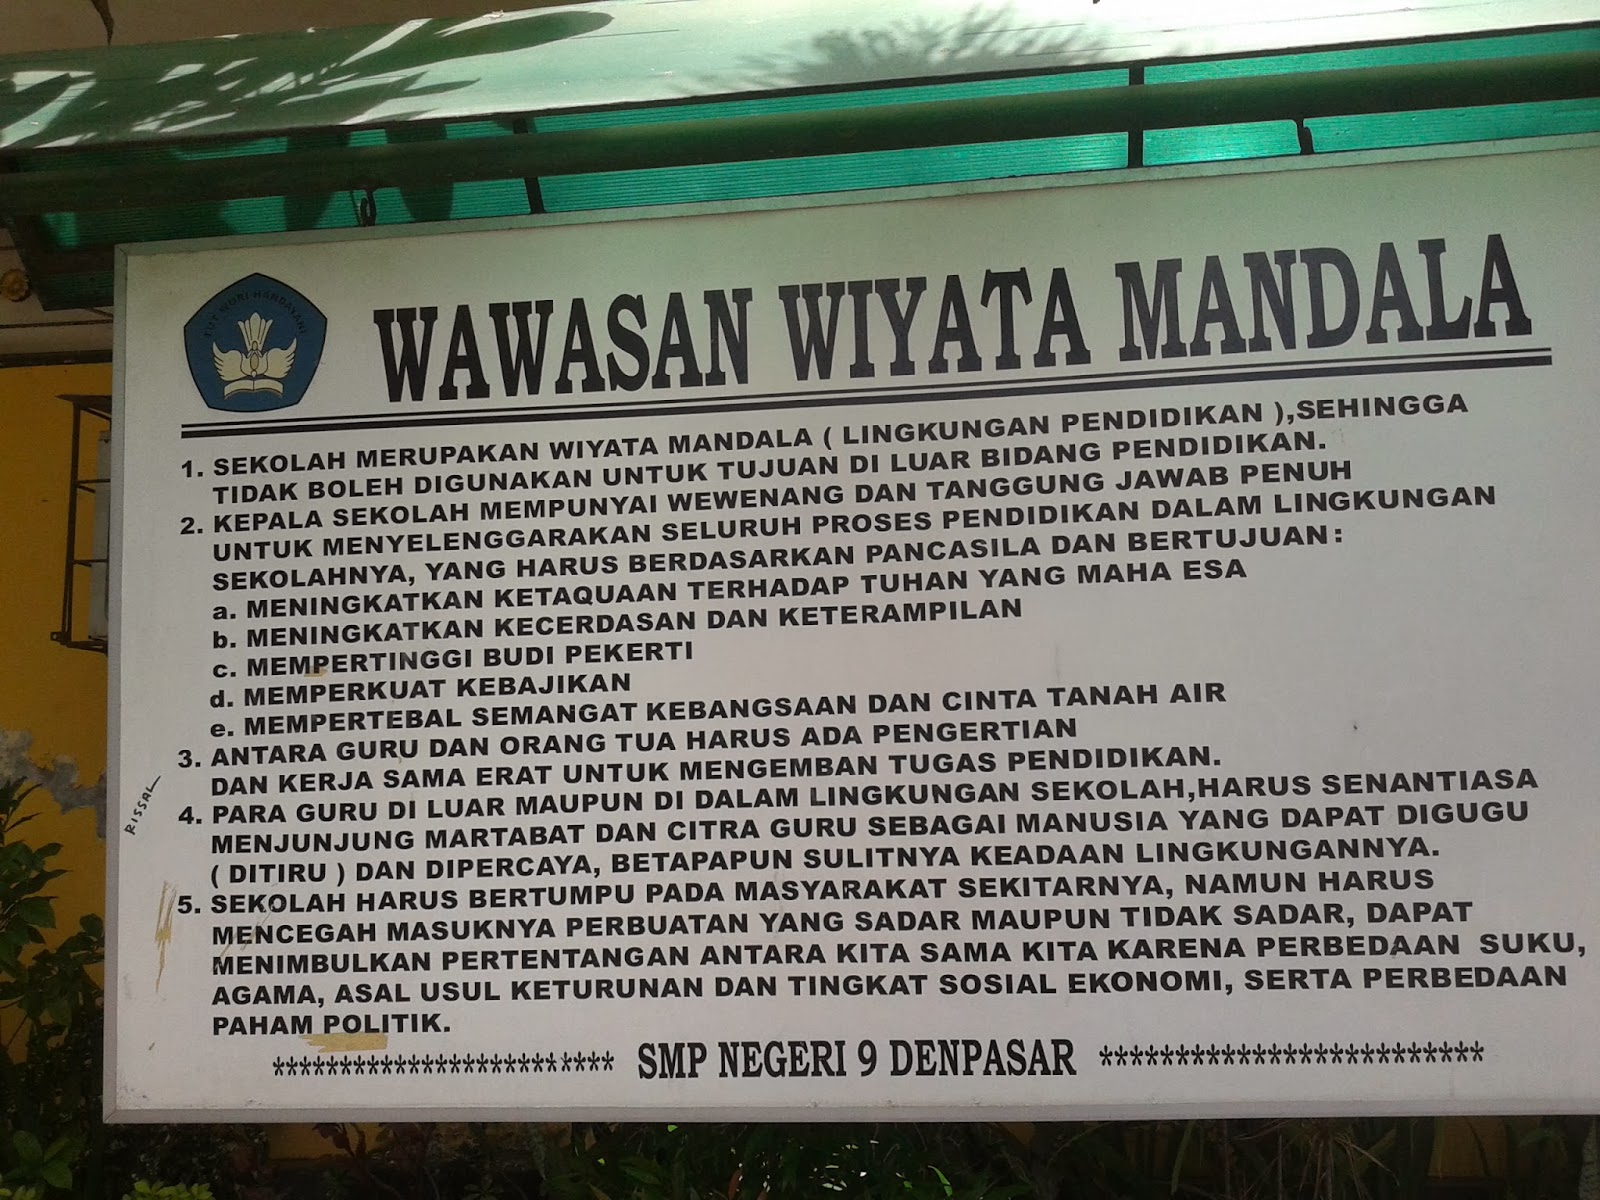 TUT WURI HANDAYANI
WAWASAN WIYATA MANDALA
1. SEKOLAH MERUPAKAN WIYATA MANDALA ( LINGKUNGAN PENDIDIKAN ),SEHINGGA
TIDAK BOLEH DIGUNAKAN UNTUK TUJUAN DI LUAR BIDANG PENDIDIKAN.
2. KEPALA SEKOLAH MEMPUNYAI WEWENANG DAN TANGGUNG JAWAB PENUH
UNTUK MENYELENGGARAKAN SELURUH PROSES PENDIDIKAN DALAM LINGKUNGAN
SEKOLAHNYA, YANG HARUS BERDASARKAN PANCASILA DAN BERTUJUAN :
a. MENINGKATKAN KETAQUAAN TERHADAP TUHAN YANG MAHA ESA
b. MENINGKATKAN KECERDASAN DAN KETERAMPILAN
c. MEMPERTINGGI BUDI PEKERTI
d. MEMPERKUAT KEBAJIKAN
e. MEMPERTEBAL SEMANGAT KEBANGSAAN DAN CINTA TANAH AIR
3. ANTARA GURU DAN ORANG TUA HARUS ADA PENGERTIAN
DAN KERJA SAMA ERAT UNTUK MENGEMBAN TUGAS PENDIDIKAN.
4. PARA GURU DI LUAR MAUPUN DI DALAM LINGKUNGAN SEKOLAH,HARUS SENANTIASA
MENJUNJUNG MARTABAT DAN CITRA GURU SEBAGAI MANUSIA YANG DAPAT DIGUGU
( DITIRU ) DAN DIPERCAYA, BETAPAPUN SULITNYA KEADAAN LINGKUNGANNYA.
5. SEKOLAH HARUS BERTUMPU PADA MASYARAKAT SEKITARNYA, NAMUN HARUS
MENCEGAH MASUKNYA PERBUATAN YANG SADAR MAUPUN TIDAK SADAR, DAPAT
MENIMBULKAN PERTENTANGAN ANTARA KITA SAMA KITA KARENA PERBEDAAN SUKU,
AGAMA, ASAL USUL KETURUNAN DAN TINGKAT SOSIAL EKONOMI, SERTA PERBEDAAN
PAHAM POLITIK.
************************** SMP NEGERI 9 DENPASAR *************************
RISSAL